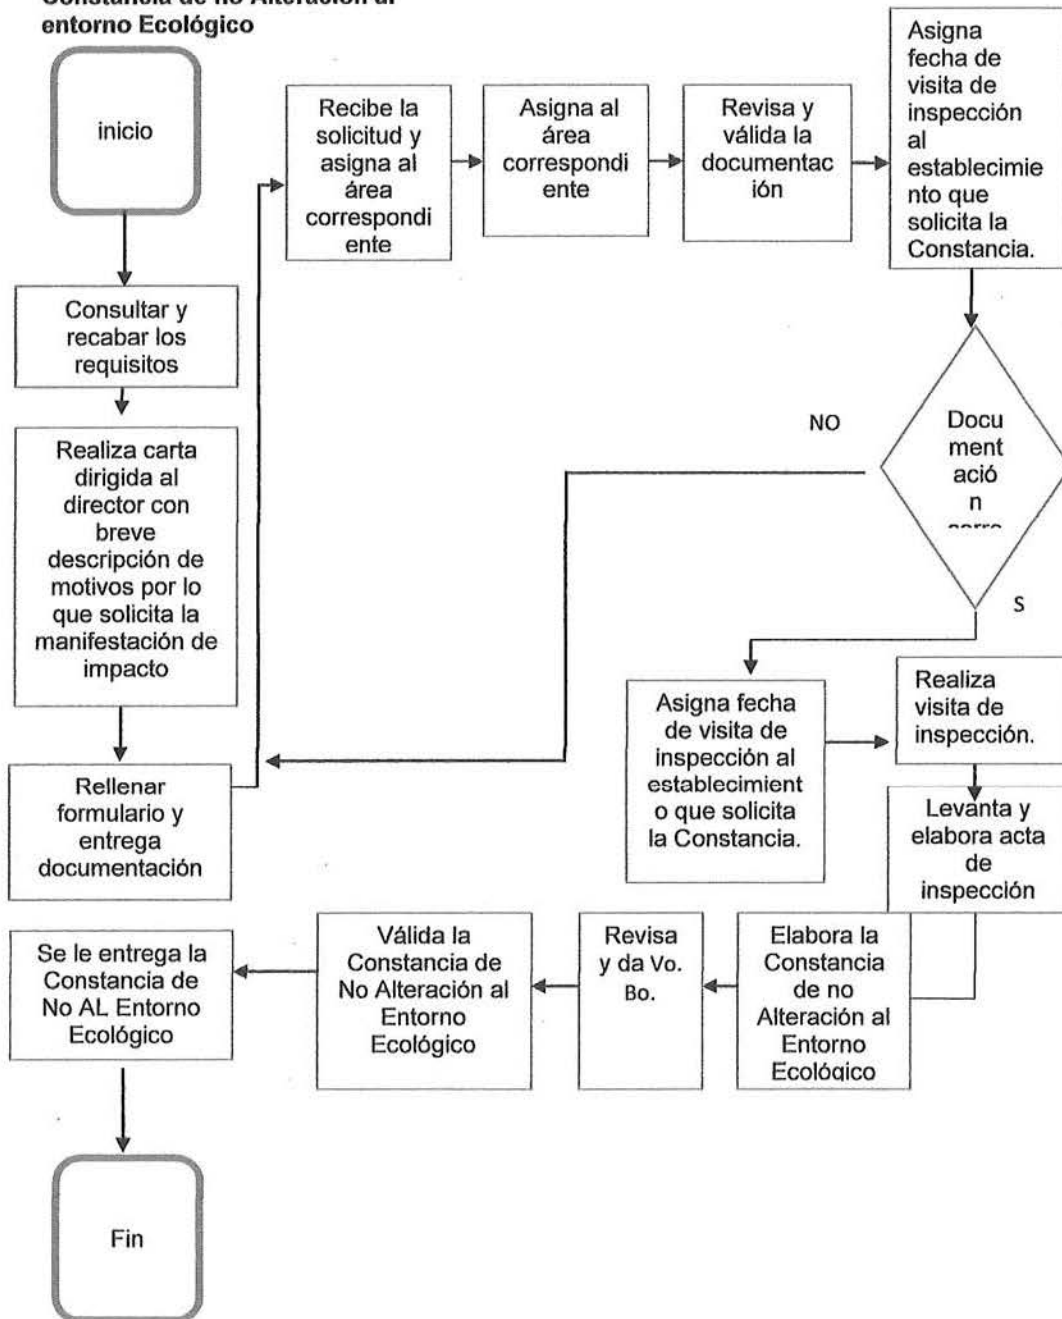 Constancia de no Alteración al
entorno Ecológico
inicio
Consultar y
recabar los
requisitos
Realiza carta
dirigida al
director con
breve
descripción de
motivos por lo
que solicita la
manifestación de
impacto
Rellenar
formulario y
entrega
documentación
Recibe la
solicitud y
asigna al
área
correspondi
ente
Asigna al
área
correspondi
ente
Revisa y
válida la
documentac
ión
Asigna
fecha de
visita de
inspección
al
establecimie
nto que
solicita la
Constancia.
Docu
ment
ació
n
NO
S
Asigna fecha
de visita de
inspección al
establecimient
o que solicita
la Constancia.
Realiza
visita de
inspección.
Levanta y
elabora acta
de
inspección
Elabora la
Constancia
de no
Alteración al
Entorno
Ecológico
Revisa
y da Vo.
Bo.
Válida la
Constancia de
No Alteración al
Entorno
Ecológico
Se le entrega la
Constancia de
No AL Entorno
Ecológico
Fin